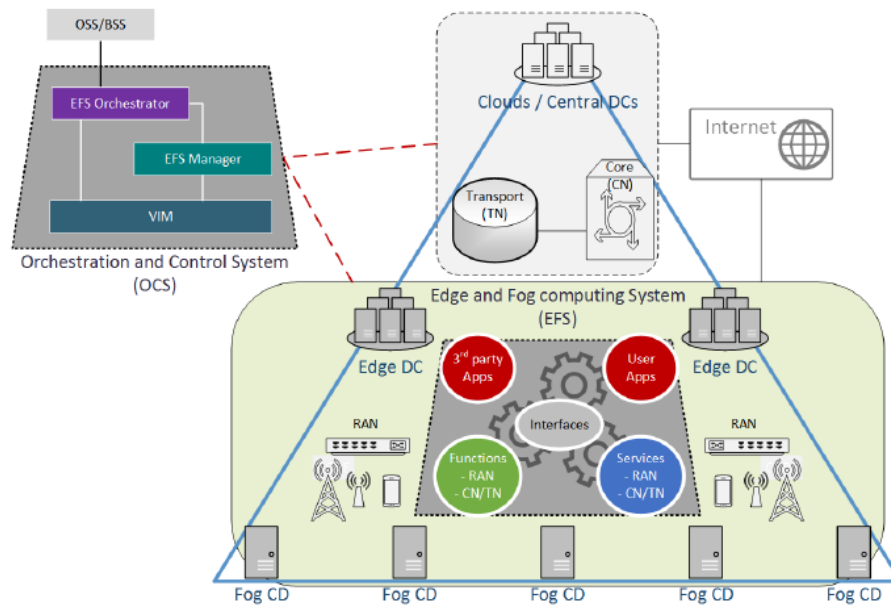 OSS/BSS
EFS Orchestrator
EFS Manager
VIM
Orchestration and Control System
(OCS)
Clouds / Central DCs
Transport
(TN)
Core
(CN)
Internet
Edge and Fog computing System
(EFS)
Edge DC
Edge DC
3rd party
Apps
User
Apps
Interfaces
Functions
- RAN
- CN/TN
Services
- RAN
- CN/TN
RAN
RAN
Fog CD
Fog CD
Fog CD
Fog CD
Fog CD